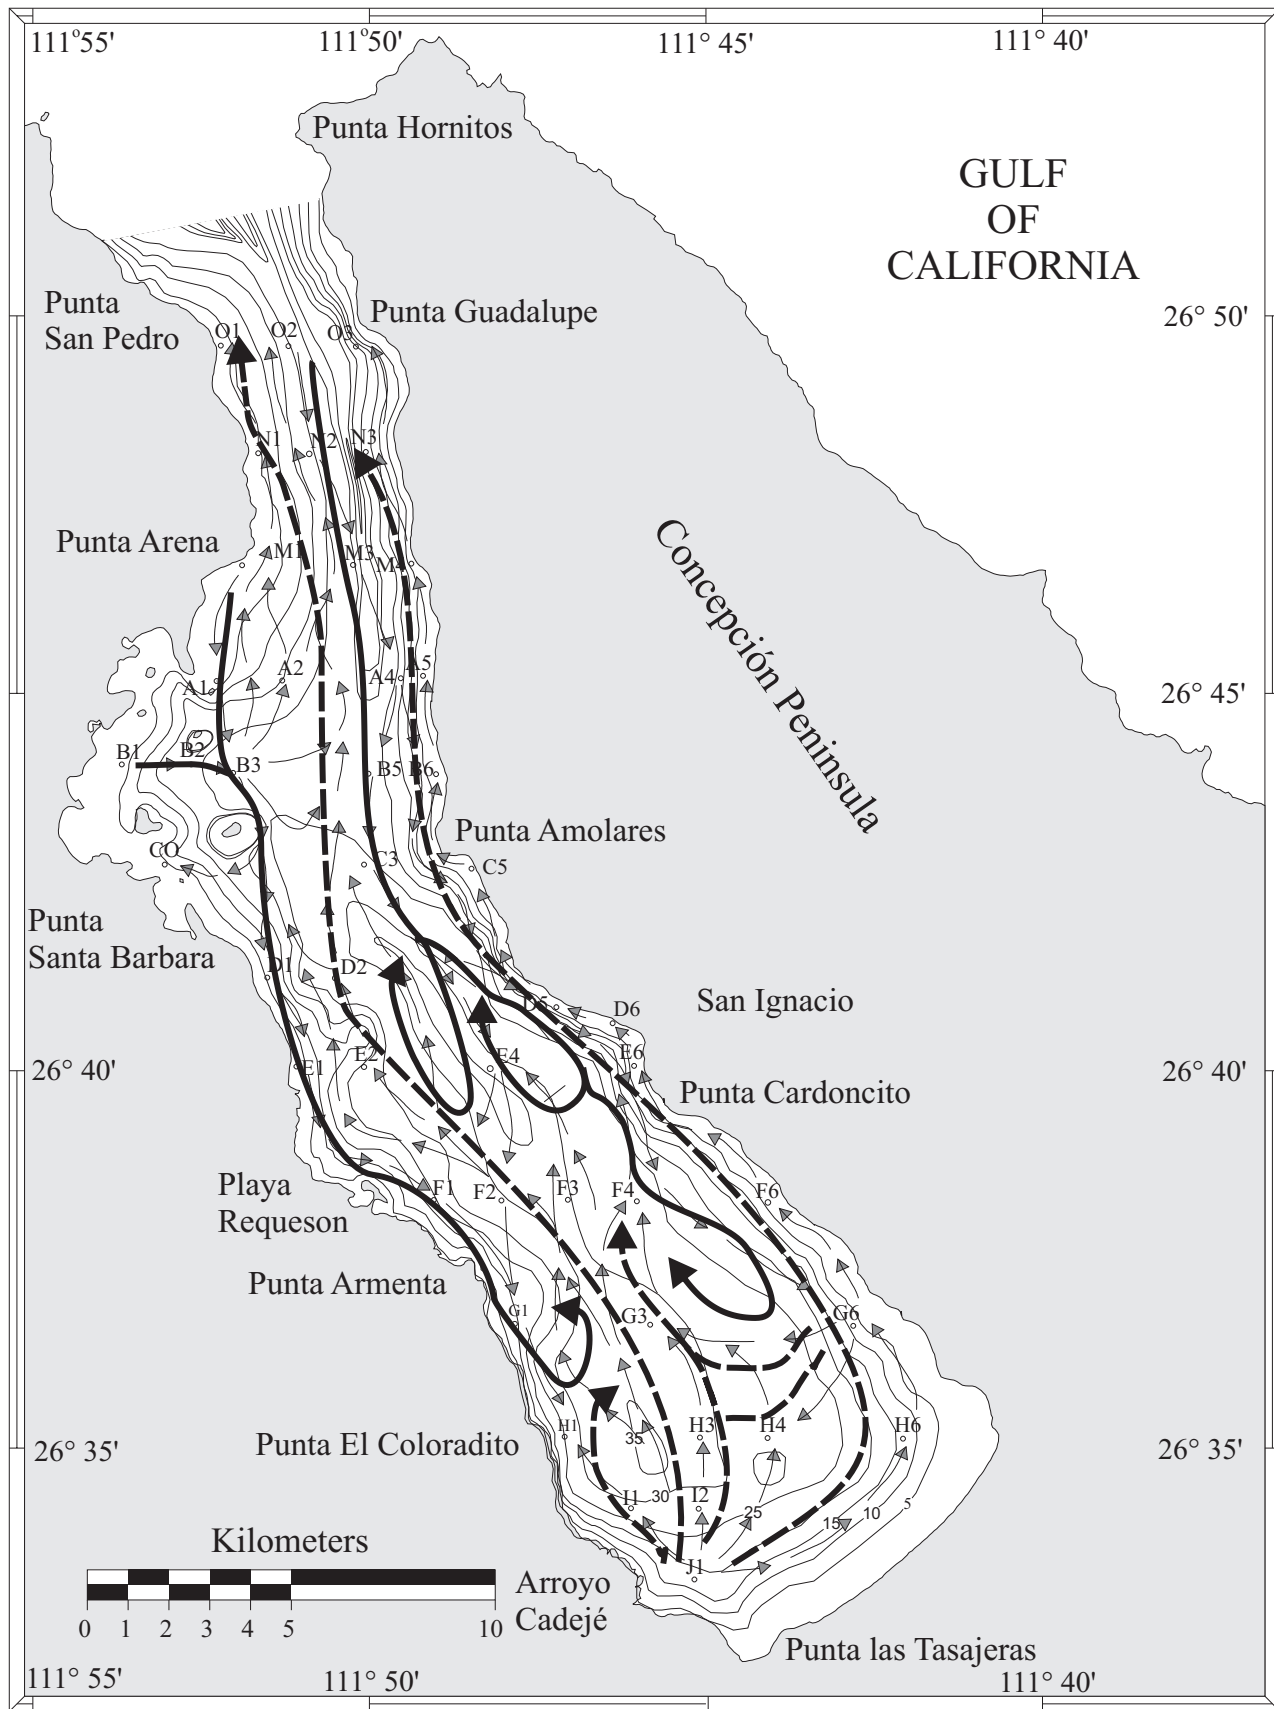 111°55'
111°50'
111° 45'
111° 40'
Punta Hornitos
GULF
OF
CALIFORNIA
Punta
San Pedro
Punta Guadalupe
26° 50'
O1
O2
O3
N1
N2
N3
Punta Arena
M1
M3
M4
Concepción Peninsula
A1
A2
A4
A5
26° 45'
B1
B2
B3
B5
B6
Punta Amolares
CO
C3
C5
Punta
Santa Barbara
D1
D2
D5
D6
San Ignacio
26° 40'
E1
E2
E4
E6
26° 40'
Punta Cardoncito
Playa
Requeson
F1
F2
F3
F4
F6
Punta Armenta
G1
G3
G6
26° 35'
Punta El Coloradito
H1
35
H3
H4
H6
26° 35'
I1
30
I2
25
15
10
5
Kilometers
0 1 2 3 4 5 10
J1
Arroyo
Cadejé
Punta las Tasajeras
111° 55'
111° 50'
111° 40'